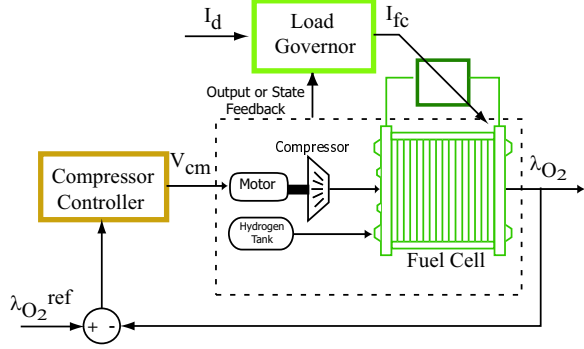 I_d
Load
Governor
I_fc
Output or State
Feedback
Compressor
V_cm
Compressor
Controller
Motor
Hydrogen
Tank
λ_O₂
Fuel Cell
λ_O₂^ref
+ -